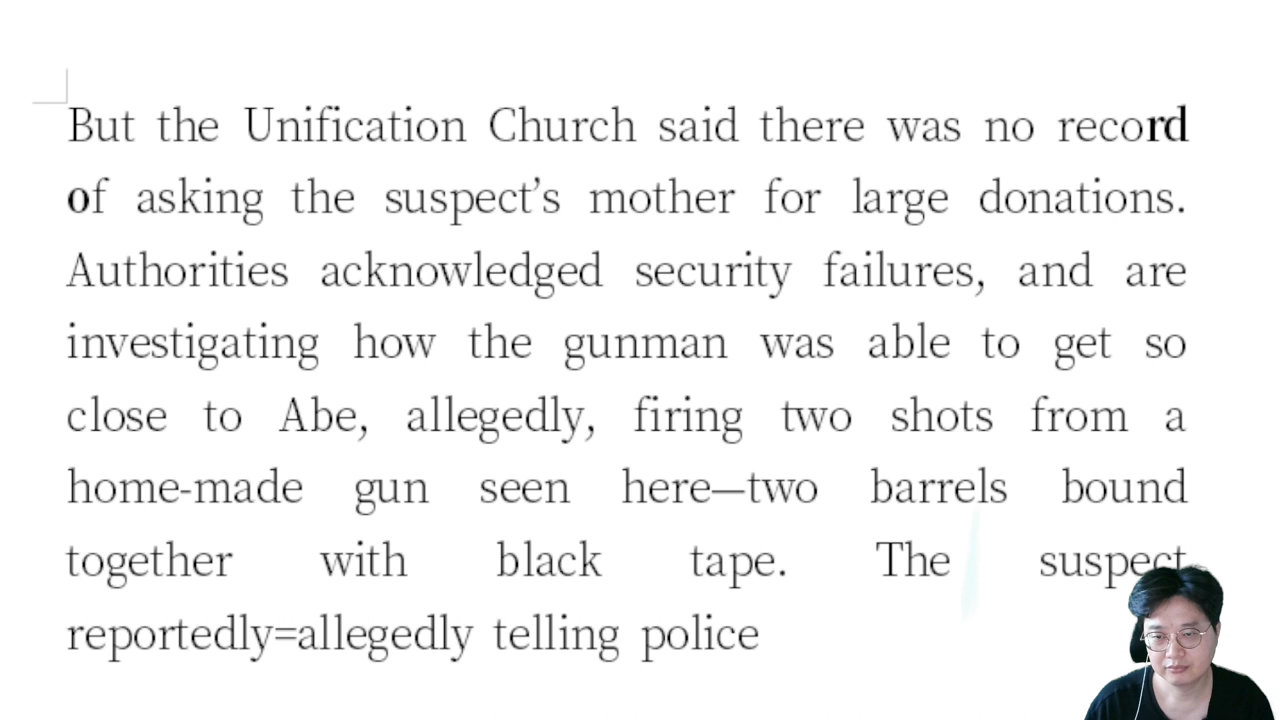 But the Unification Church said there was no record
of asking the suspect’s mother for large donations.
Authorities acknowledged security failures, and are
investigating how the gunman was able to get so
close to Abe, allegedly, firing two shots from a
home-made gun seen here—two barrels bound
together with black tape. The suspect
reportedly=allegedly telling police